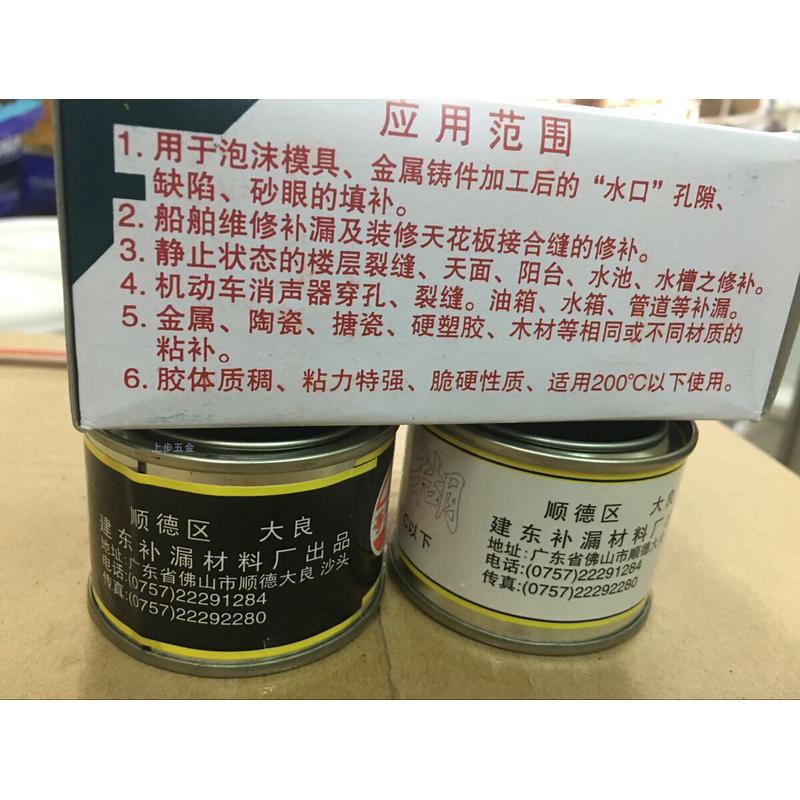 应用范围
1. 用于泡沫模具、金属铸件加工后的“水口”孔隙、
缺陷、砂眼的填补。
2. 船舶维修补漏及装修天花板接合缝的修补。
3. 静止状态的楼层裂缝、天面、阳台、水池、水槽之修补。
4. 机动车消声器穿孔、裂缝。油箱、水箱、管道等补漏。
5. 金属、陶瓷、搪瓷、硬塑胶、木材等相同或不同材质的
粘补。
6. 胶体质稠、粘力特强、脆硬性质、适用200℃以下使用。
上步五金
顺德区 大良
建东补漏材料厂出品
地址:广东省佛山市顺德大良 沙头
电话:(0757)22291284
传真:(0757)22292280
C以下
顺德区 大
建东补漏材料厂出
地址:广东省佛山市顺德大
电话:(0757)22291284
传真:(0757)22292280